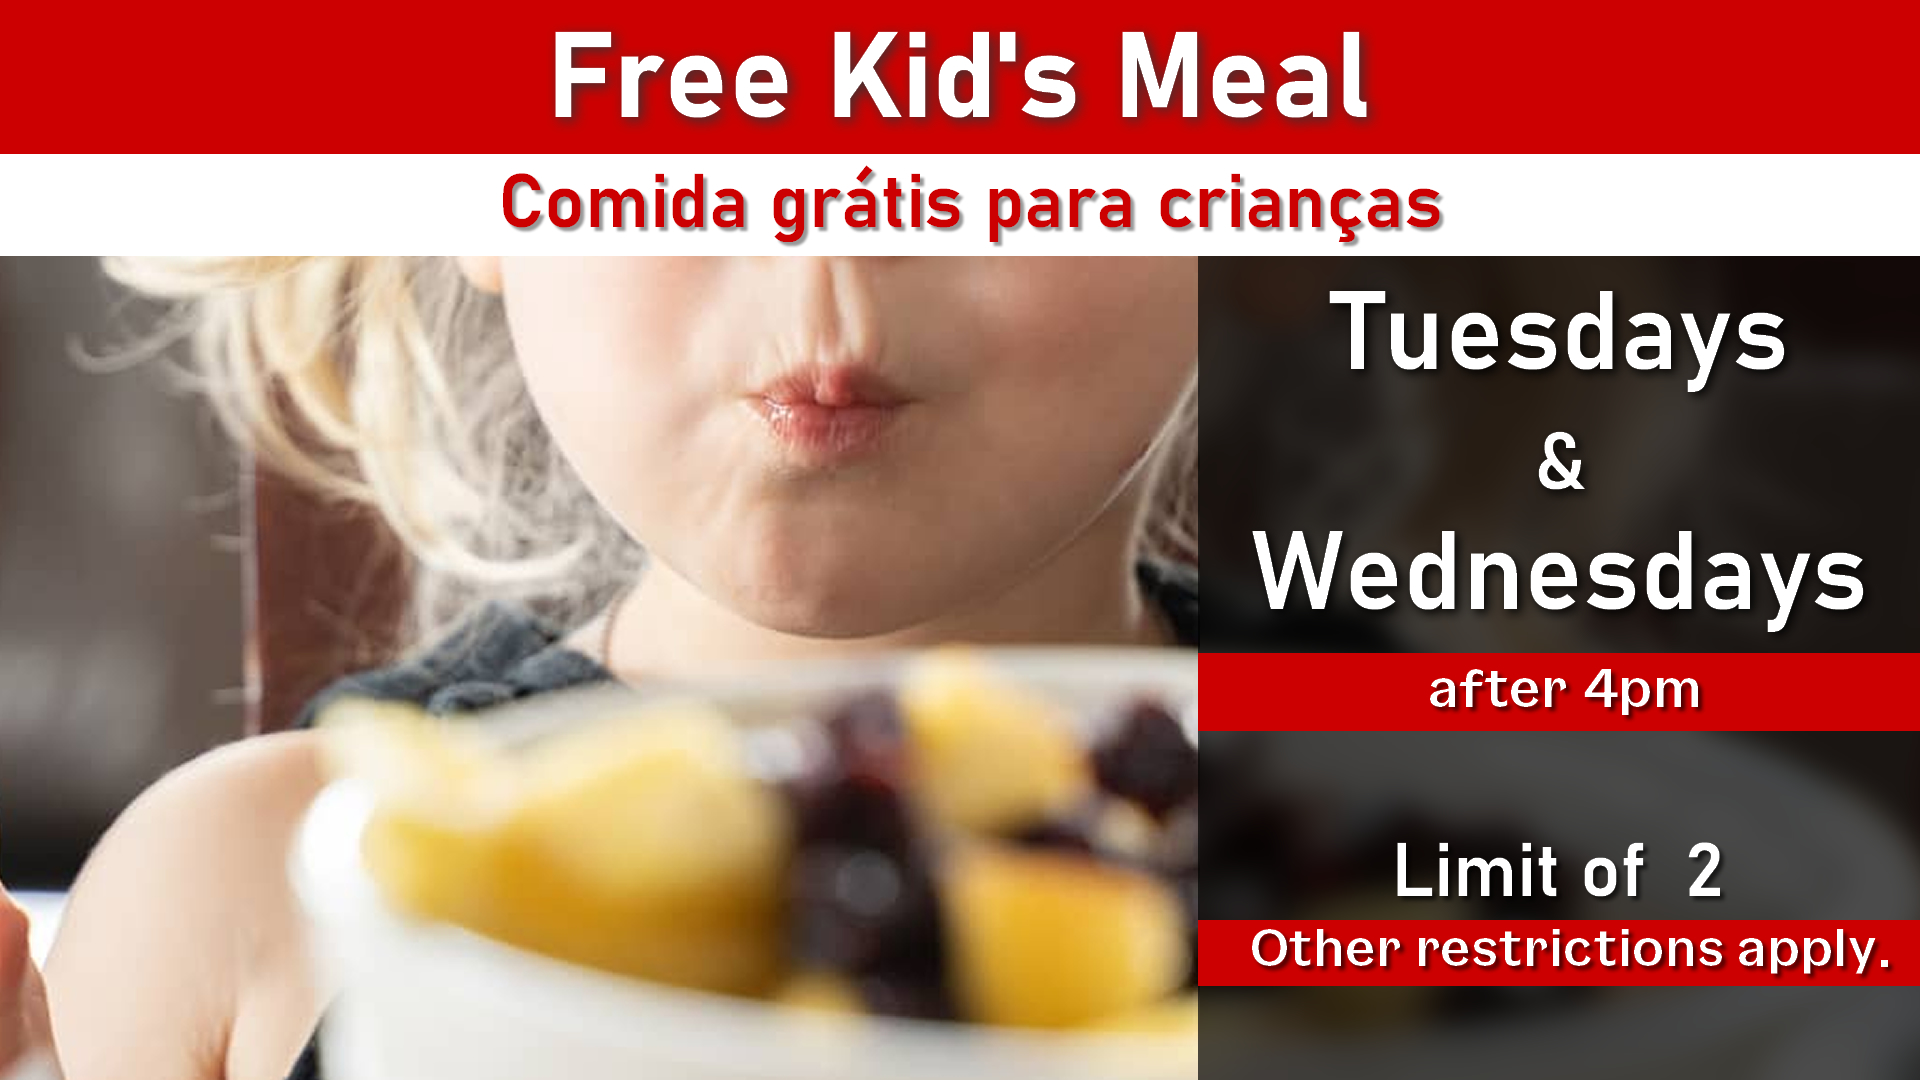 Free Kid's Meal
Comida grátis para crianças
Tuesdays
&
Wednesdays
after 4pm
Limit of 2
Other restrictions apply.